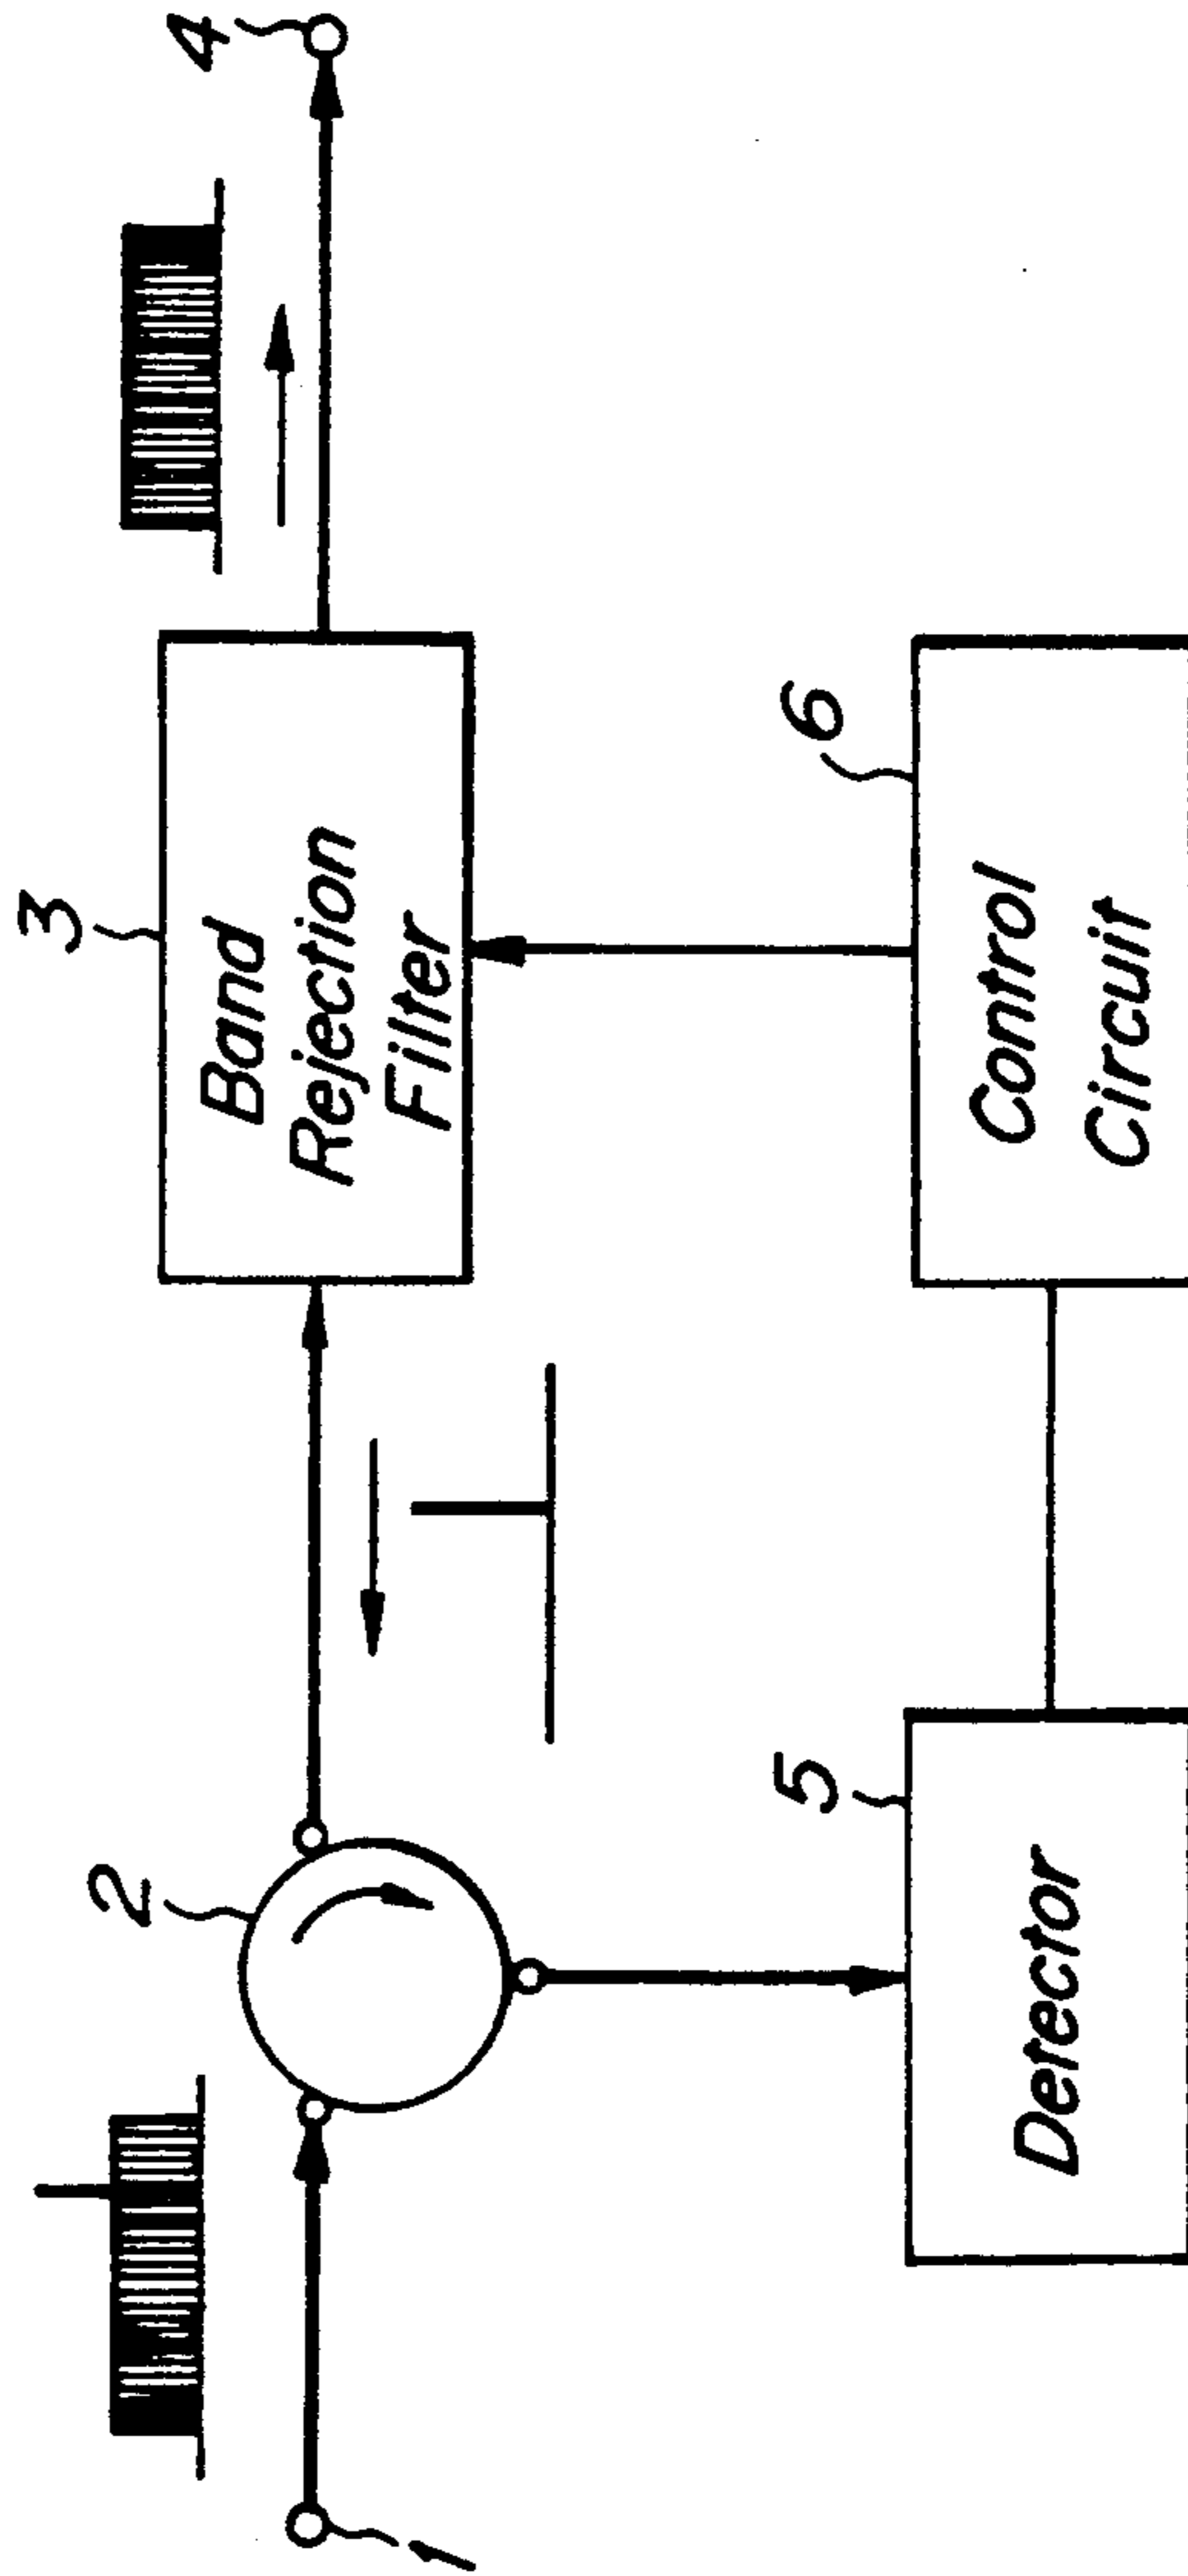 4
3
Band
Rejection
Filter
2
1
6
Control
Circuit
5
Detector